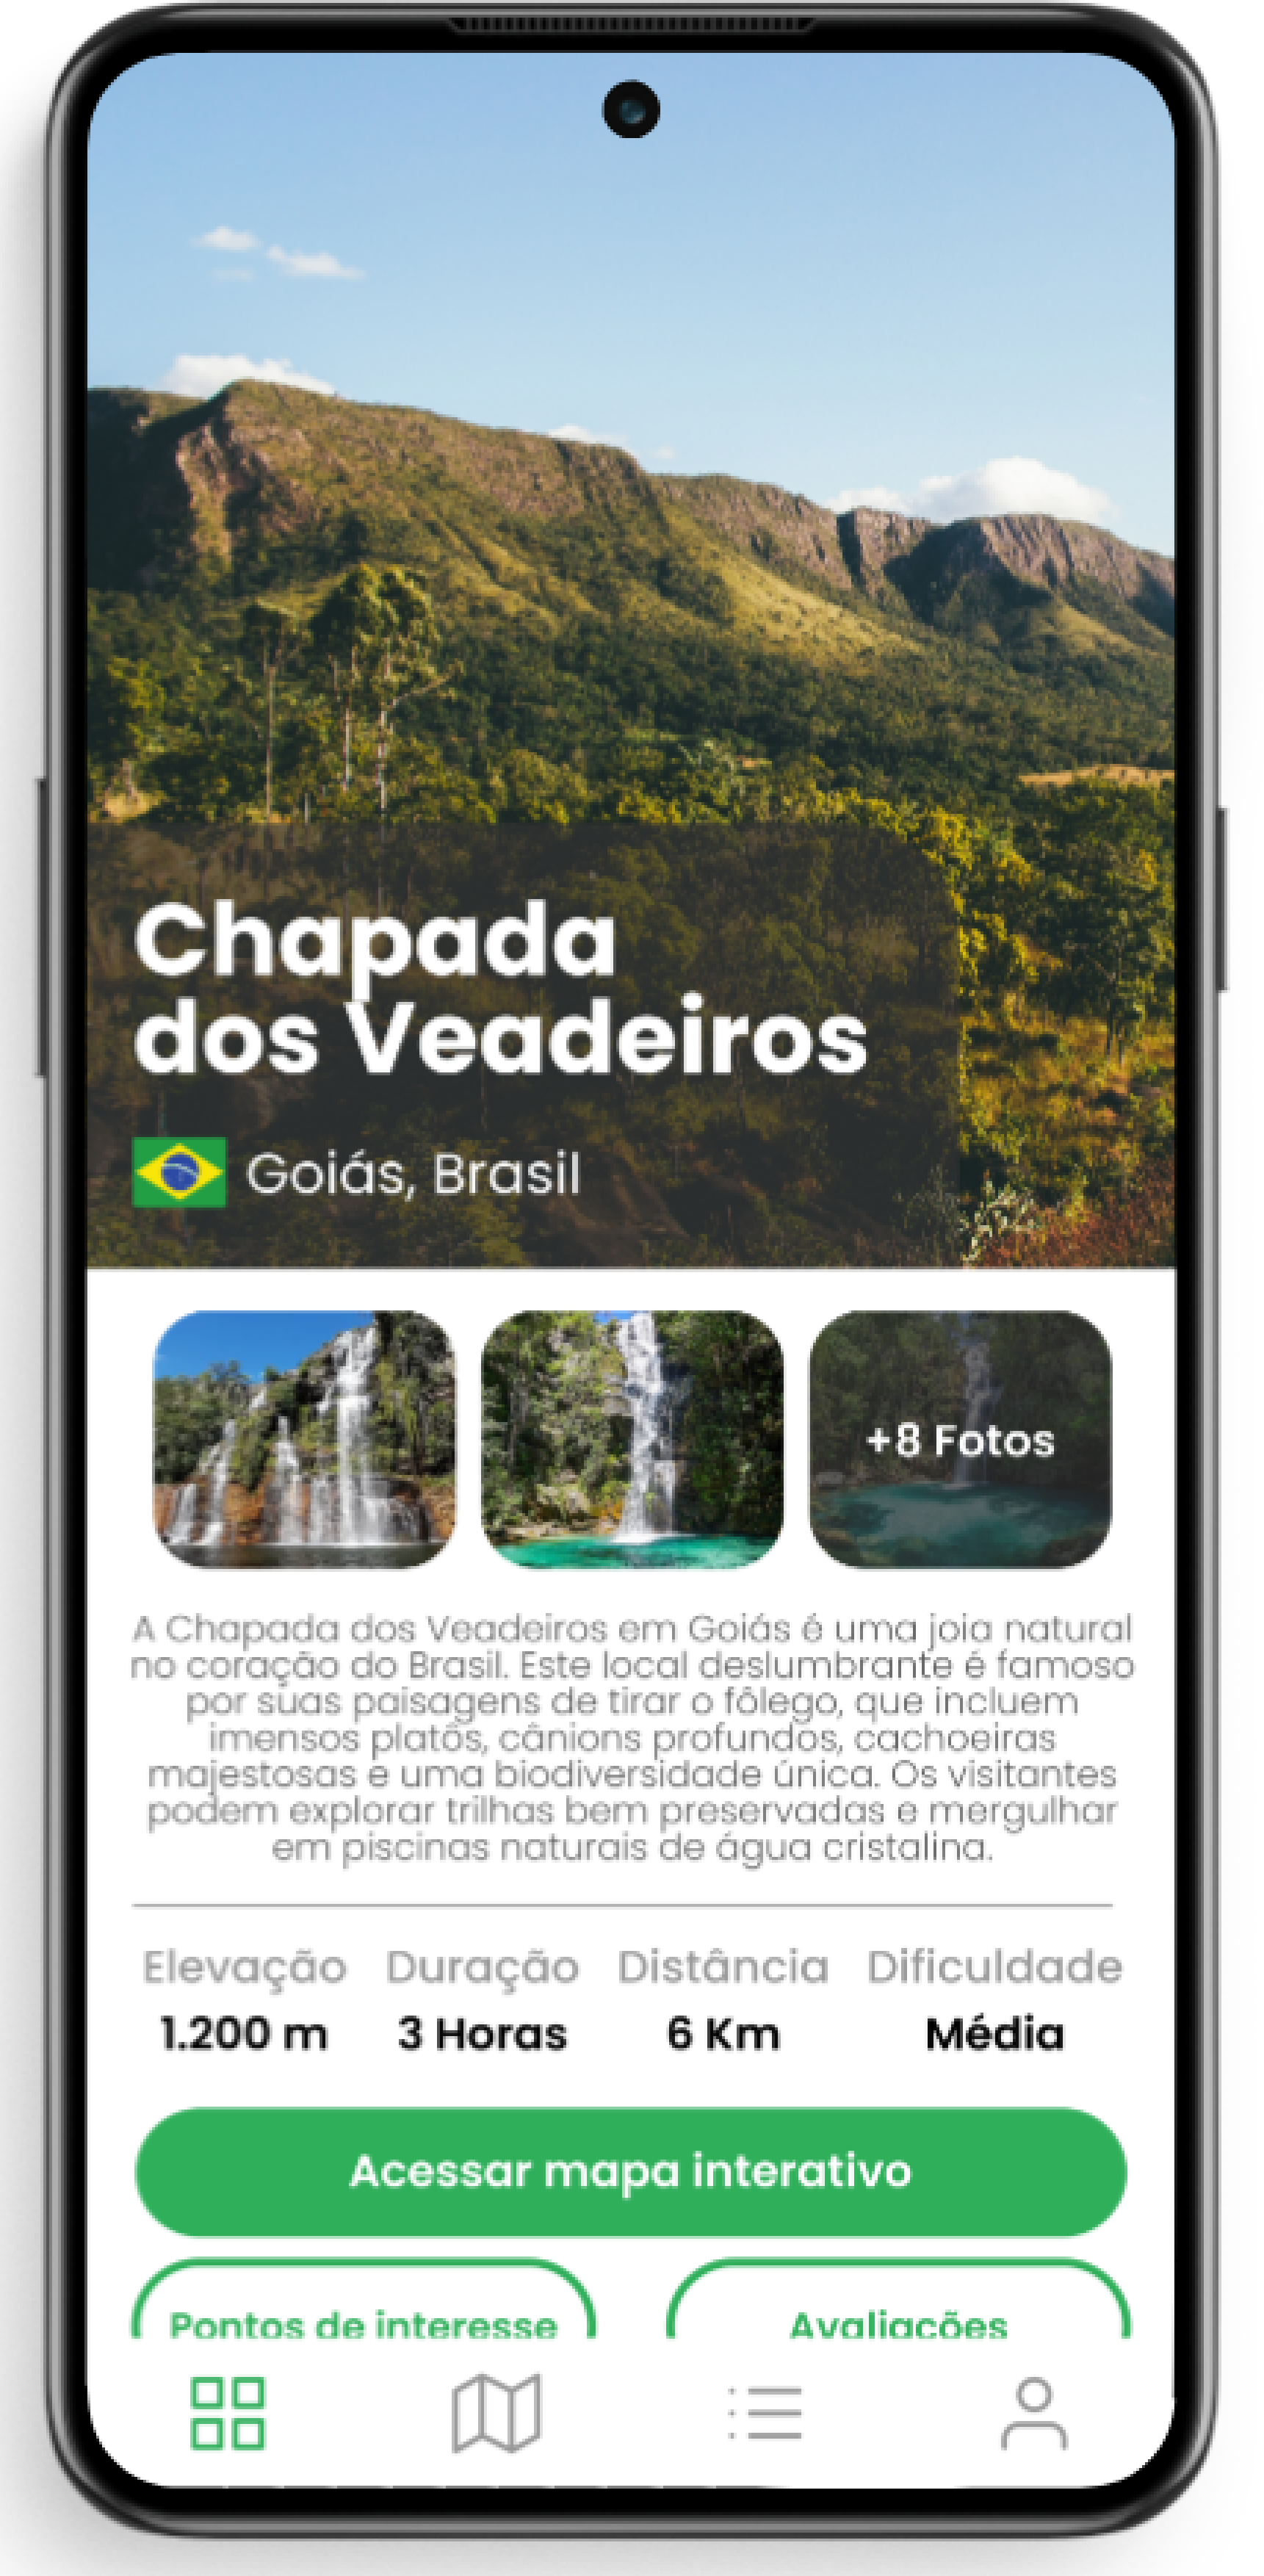 Chapada
dos Veadeiros
Goiás, Brasil
+8 Fotos
A Chapada dos Veadeiros em Goiás é uma joia natural
no coração do Brasil. Este local deslumbrante é famoso
por suas paisagens de tirar o fôlego, que incluem
imensos platôs, cânions profundos, cachoeiras
majestosas e uma biodiversidade única. Os visitantes
podem explorar trilhas bem preservadas e mergulhar
em piscinas naturais de água cristalina.
Elevação Duração Distância Dificuldade
1.200 m 3 Horas 6 Km Média
Acessar mapa interativo
Pontos de interesse Avaliações